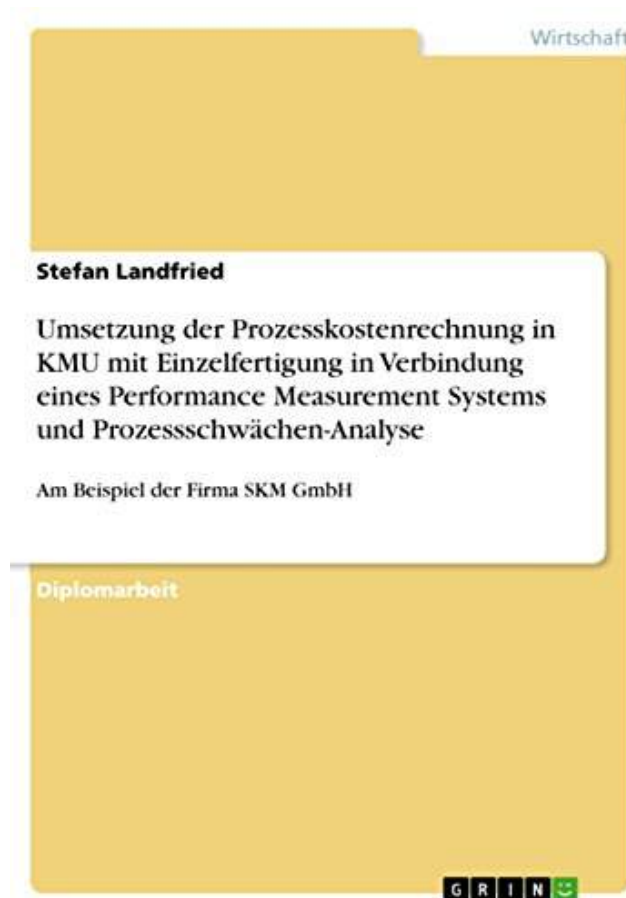 Wirtschaft
Stefan Landfried
Umsetzung der Prozesskostenrechnung in
KMU mit Einzelfertigung in Verbindung
eines Performance Measurement Systems
und Prozessschwächen-Analyse
Am Beispiel der Firma SKM GmbH
Diplomarbeit
GRIN